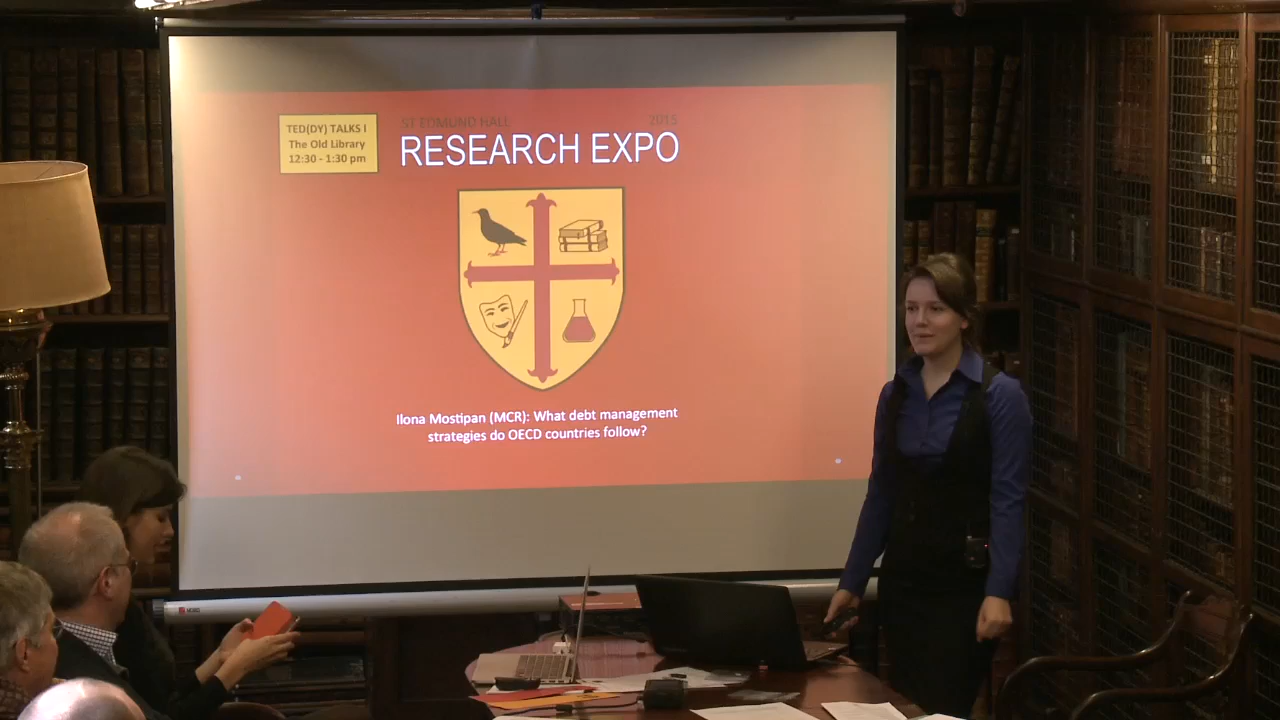 TED(DY) TALKS I
The Old Library
12:30 - 1:30 pm
ST EDMUND HALL 2015
RESEARCH EXPO
Ilona Mostipan (MCR): What debt management
strategies do OECD countries follow?